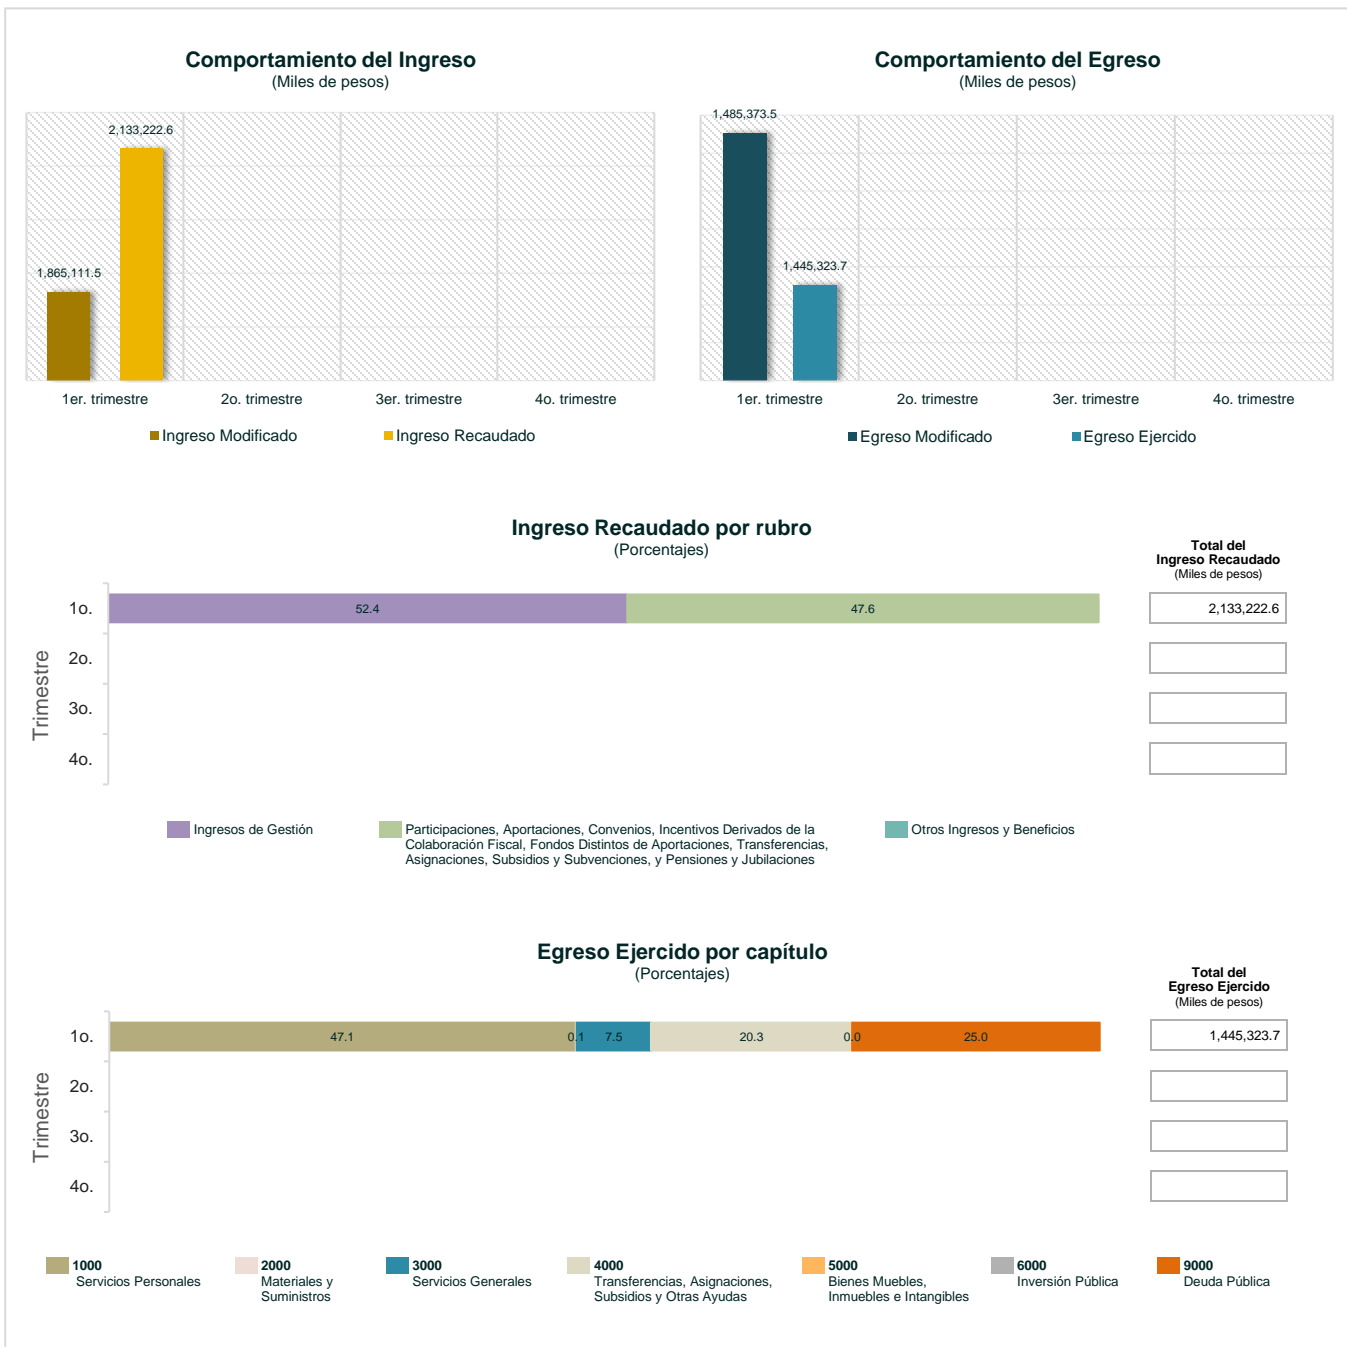 Comportamiento del Ingreso
(Miles de pesos)
2,133,222.6
1,865,111.5
1er. trimestre
2o. trimestre
3er. trimestre
4o. trimestre
Ingreso Modificado
Ingreso Recaudado
Comportamiento del Egreso
(Miles de pesos)
1,485,373.5
1,445,323.7
1er. trimestre
2o. trimestre
3er. trimestre
4o. trimestre
Egreso Modificado
Egreso Ejercido
Ingreso Recaudado por rubro
(Porcentajes)
Total del
Ingreso Recaudado
(Miles de pesos)
Trimestre
1o.
52.4
47.6
2,133,222.6
2o.
3o.
4o.
Ingresos de Gestión
Participaciones, Aportaciones, Convenios, Incentivos Derivados de la
Colaboración Fiscal, Fondos Distintos de Aportaciones, Transferencias,
Asignaciones, Subsidios y Subvenciones, y Pensiones y Jubilaciones
Otros Ingresos y Beneficios
Egreso Ejercido por capítulo
(Porcentajes)
Total del
Egreso Ejercido
(Miles de pesos)
Trimestre
1o.
47.1
0.1
7.5
20.3
0.0
25.0
1,445,323.7
2o.
3o.
4o.
1000
Servicios Personales
2000
Materiales y
Suministros
3000
Servicios Generales
4000
Transferencias, Asignaciones,
Subsidios y Otras Ayudas
5000
Bienes Muebles,
Inmuebles e Intangibles
6000
Inversión Pública
9000
Deuda Pública